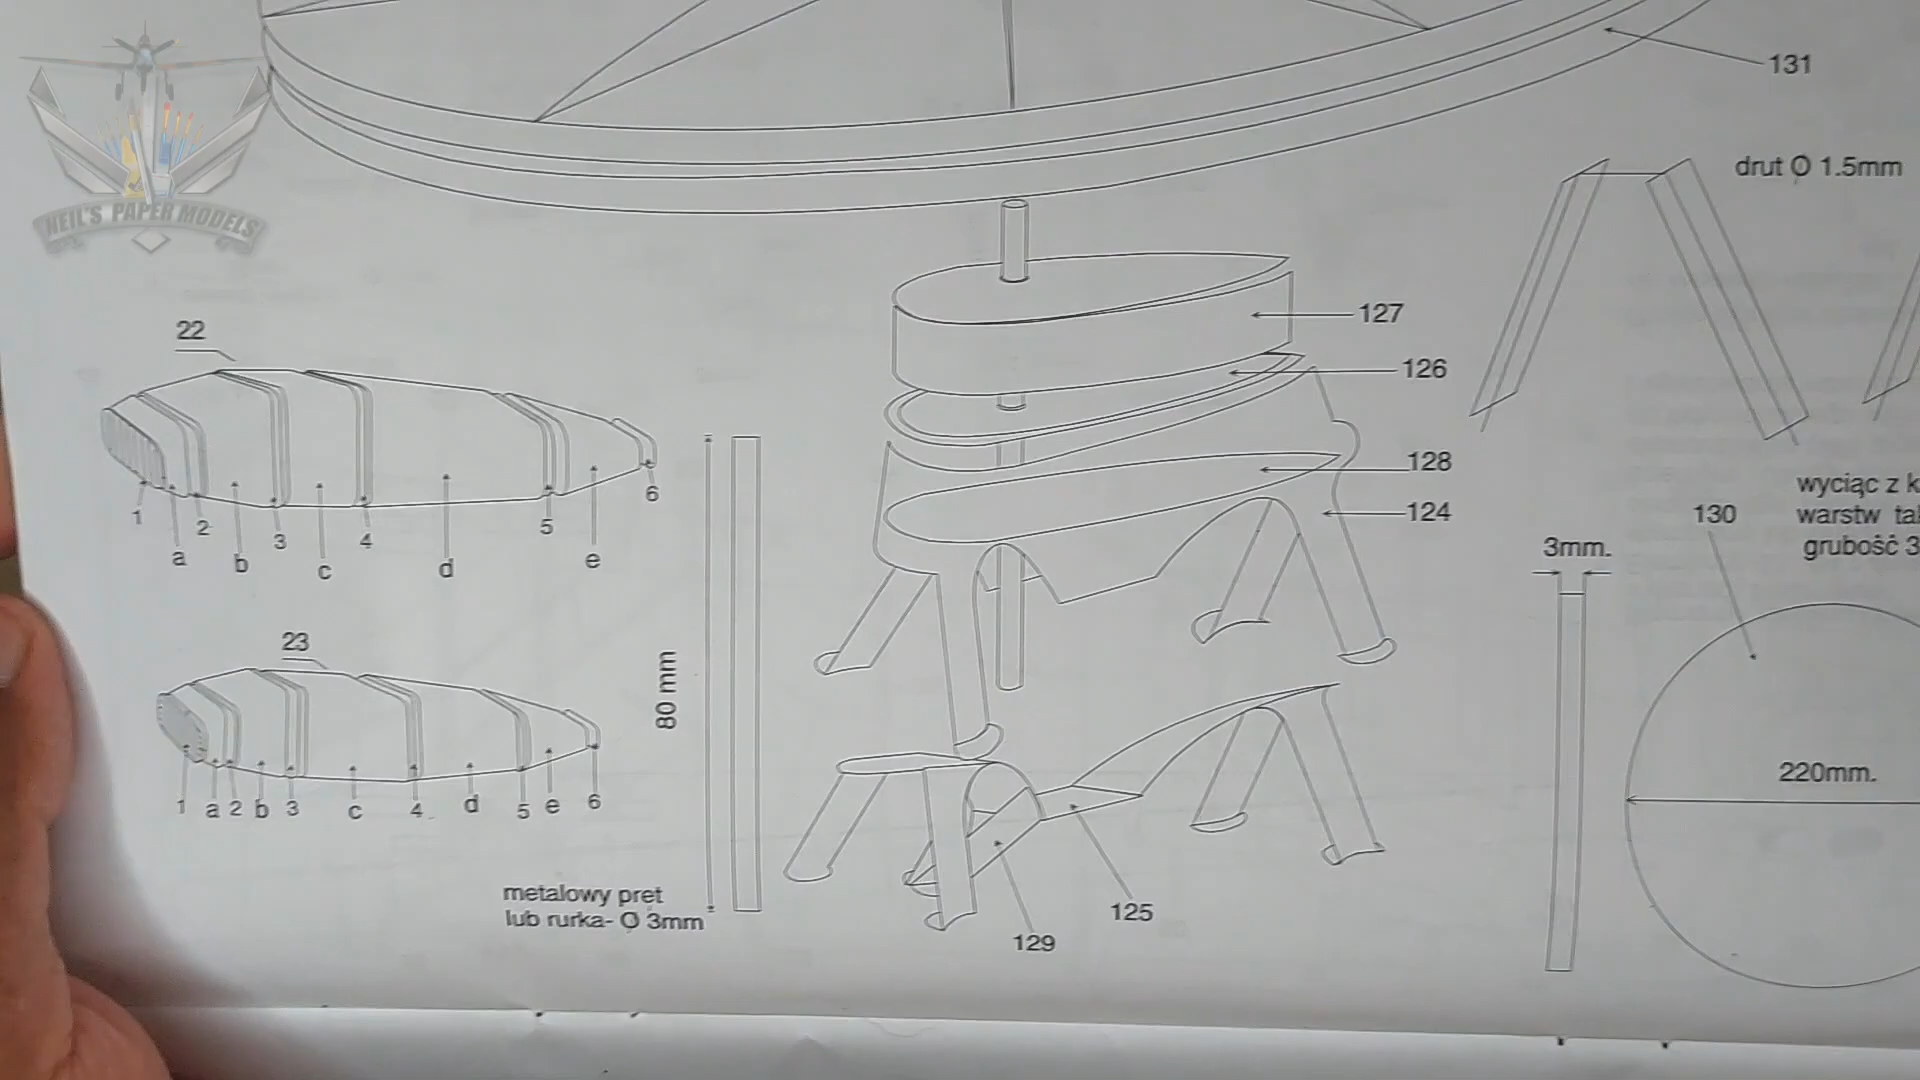 NEIL'S PAPER MODELS
131
drut O 1.5mm
127
126
128
124
22
1
a
2
b
3
c
4
d
5
e
6
23
1
a
2
b
3
c
4
d
5
e
6
80 mm
metalowy pret
lub rurka- O 3mm
129
125
3mm.
130
wyciąc z k
warstw
grubość 3
220mm.